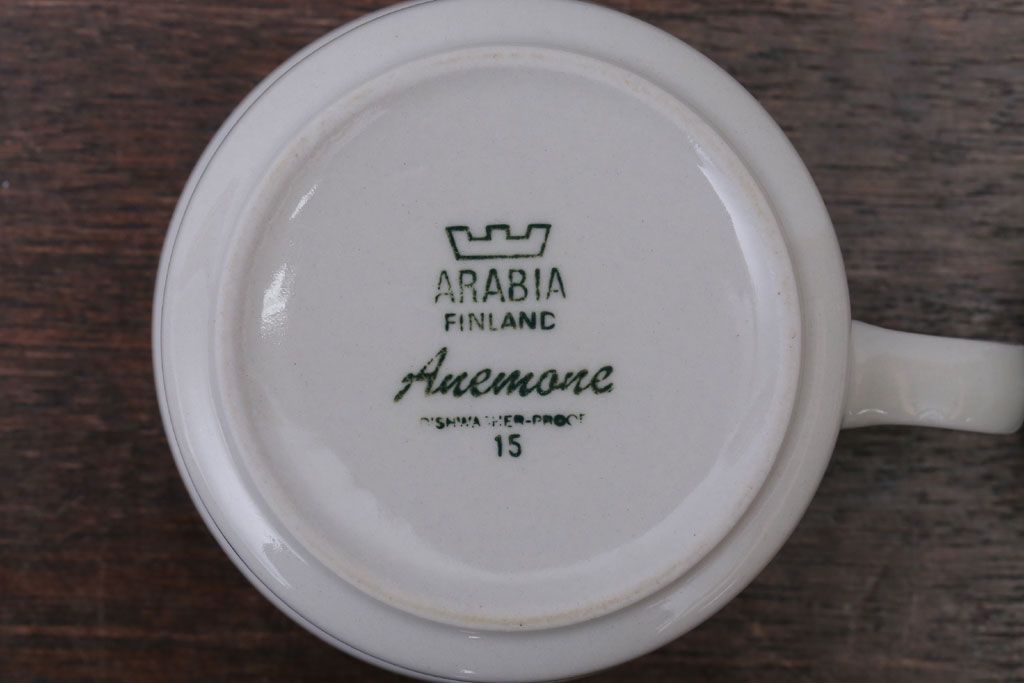 ARABIA
FINLAND
Anemone
DISHWASHER-PROOF
15